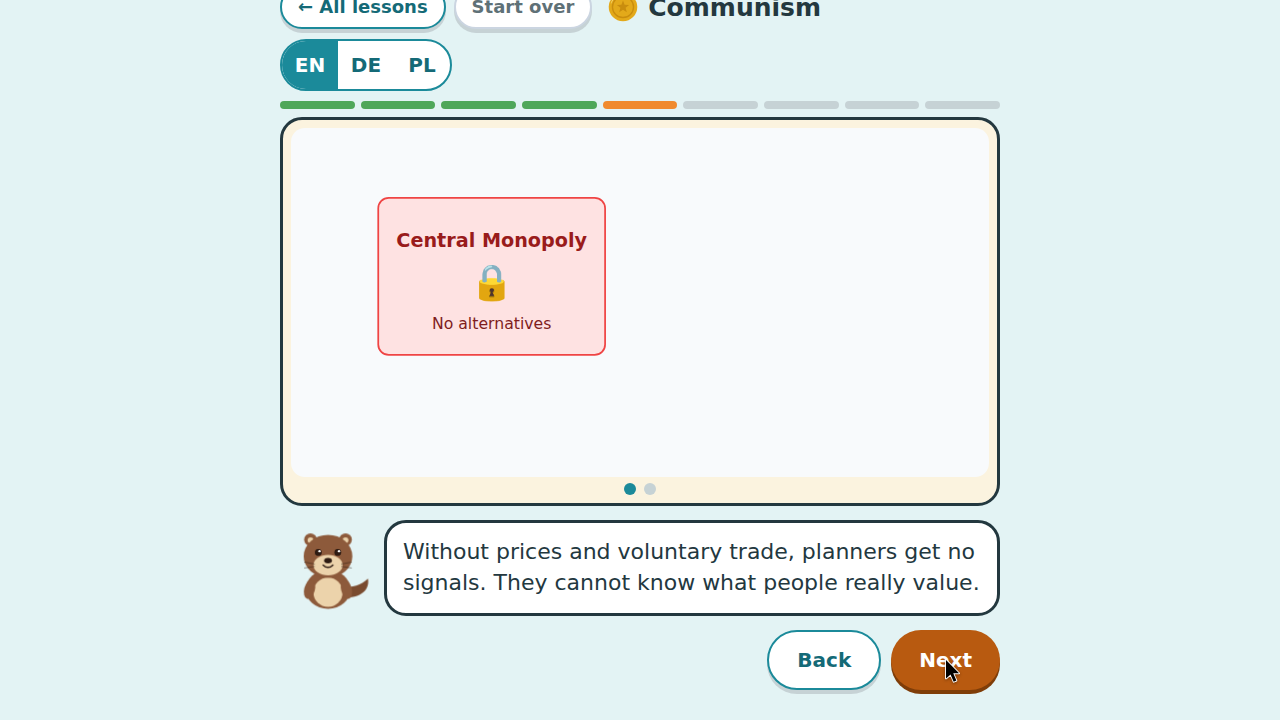 ← All lessons
Start over
Communism
EN DE PL
Central Monopoly
No alternatives
Without prices and voluntary trade, planners get no
signals. They cannot know what people really value.
Back
Next